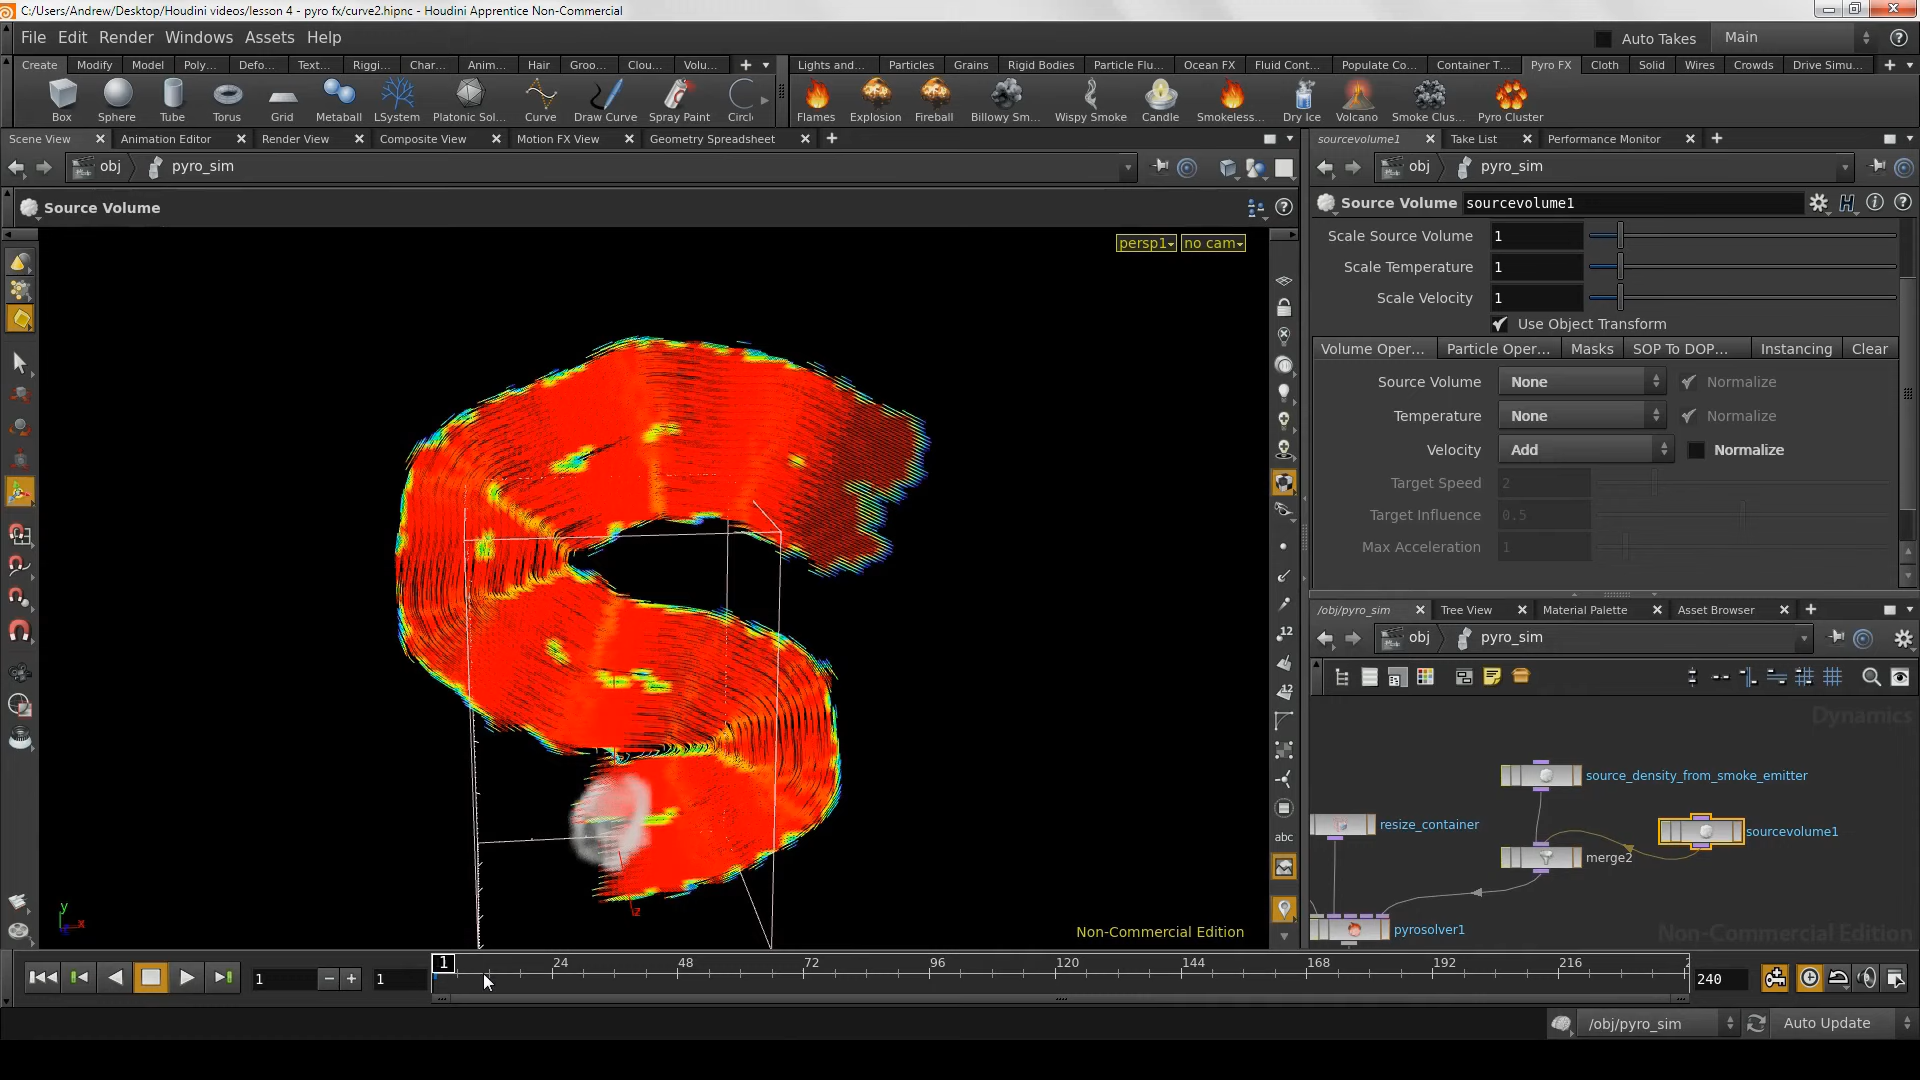 C:/Users/Andrew/Desktop/Houdini videos/lesson 4 - pyro fx/curve2.hipnc - Houdini Apprentice Non-Commercial
File Edit Render Windows Assets Help
Auto Takes Main
Create Modify Model Poly... Defo... Text... Riggi... Char... Anim... Hair Groo... Clou... Volu...
Lights and... Particles Grains Rigid Bodies Particle Flu... Ocean FX Fluid Cont... Populate Co... Container T... Pyro FX Cloth Solid Wires Crowds Drive Simu...
Box Sphere Tube Torus Grid Metaball LSystem Platonic Sol... Curve Draw Curve Spray Paint Circl
Flames Explosion Fireball Billowy Sm... Wispy Smoke Candle Smokeless... Dry Ice Volcano Smoke Clus... Pyro Cluster
Scene View Animation Editor Render View Composite View Motion FX View Geometry Spreadsheet
sourcevolume1 Take List Performance Monitor
obj pyro_sim
obj pyro_sim
Source Volume
Source Volume sourcevolume1
persp1 no cam
Scale Source Volume 1
Scale Temperature 1
Scale Velocity 1
Use Object Transform
Volume Oper... Particle Oper... Masks SOP To DOP... Instancing Clear
Source Volume None Normalize
Temperature None Normalize
Velocity Add Normalize
Target Speed 2
Target Influence 0.5
Max Acceleration 1
/obj/pyro_sim Tree View Material Palette Asset Browser
obj pyro_sim
12
12
abc
Dynamics
source_density_from_smoke_emitter
resize_container
sourcevolume1
merge2
pyrosolver1
Non-Commercial Edition
z
y
x
Non-Commercial Edition
1 1 1 24 48 72 96 120 144 168 192 216 2 240
/obj/pyro_sim Auto Update